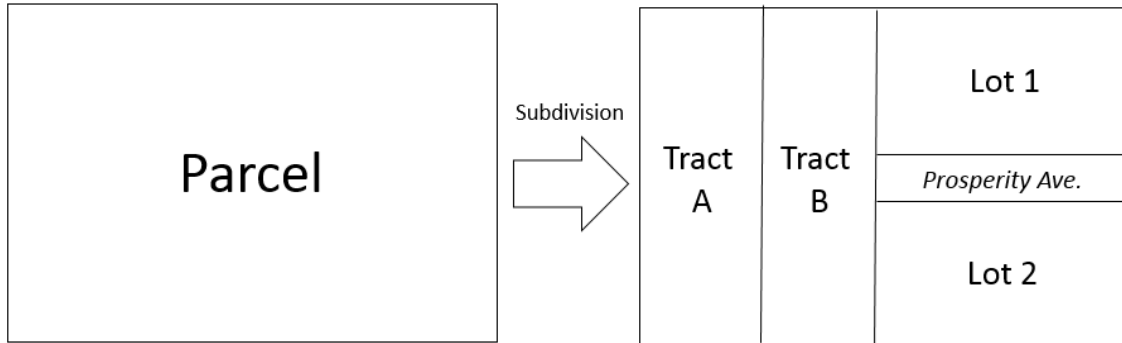 Parcel
Subdivision
Tract
A
Tract
B
Lot 1
Prosperity Ave.
Lot 2